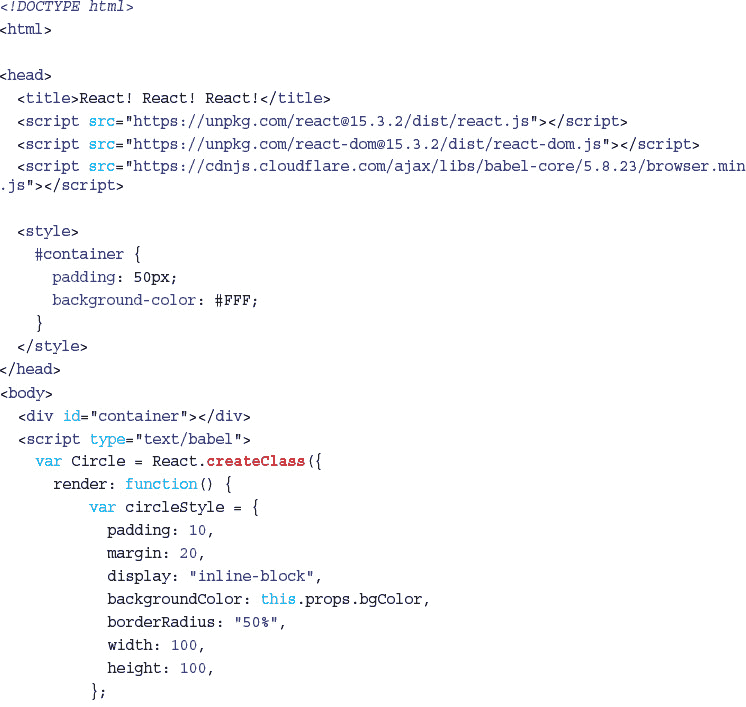 <!DOCTYPE html>
<html>
<head>
<title>React! React! React!</title>
<script src="https://unpkg.com/react@15.3.2/dist/react.js"></script>
<script src="https://unpkg.com/react-dom@15.3.2/dist/react-dom.js"></script>
<script src="https://cdnjs.cloudflare.com/ajax/libs/babel-core/5.8.23/browser.min
.js"></script>
<style>
#container {
padding: 50px;
background-color: #FFF;
}
</style>
</head>
<body>
<div id="container"></div>
<script type="text/babel">
var Circle = React.createClass({
render: function() {
var circleStyle = {
padding: 10,
margin: 20,
display: "inline-block",
backgroundColor: this.props.bgColor,
borderRadius: "50%",
width: 100,
height: 100,
};